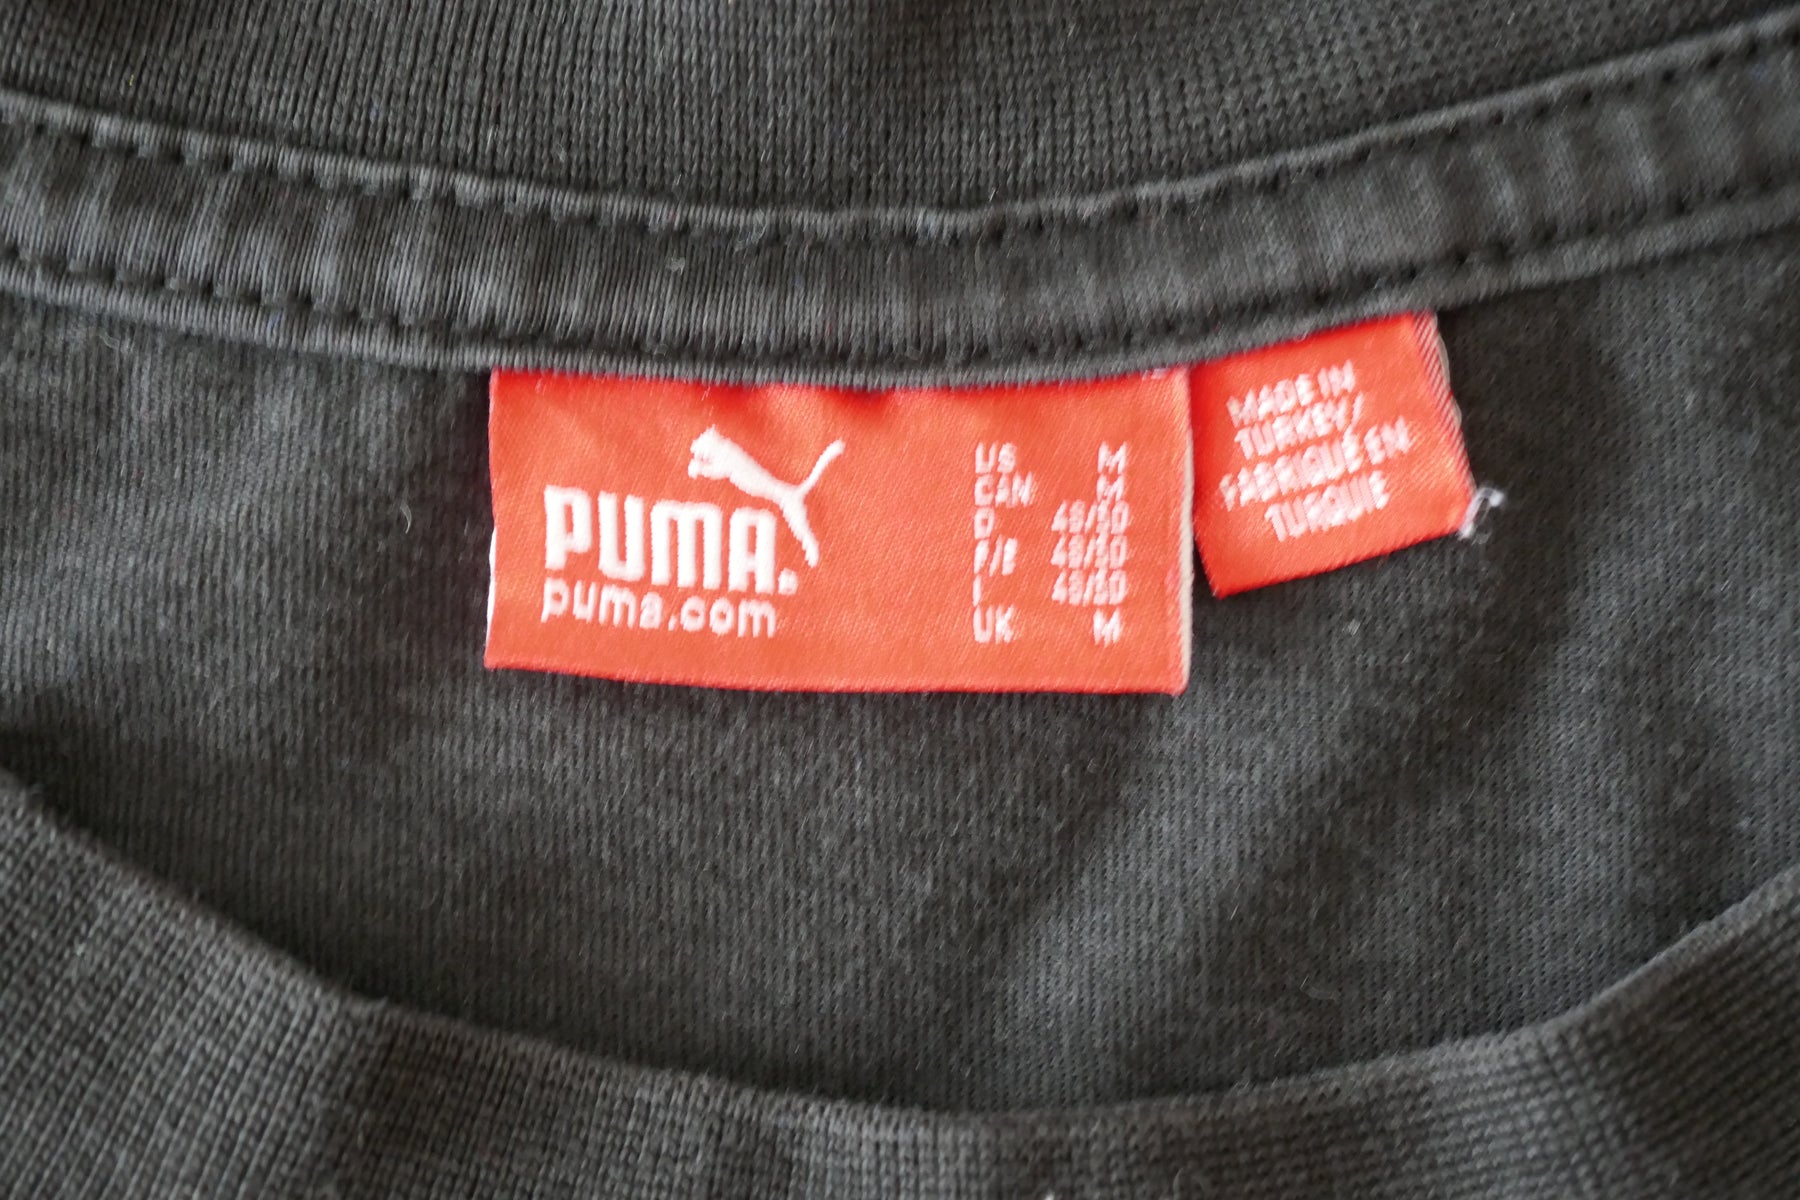 PUMA®
puma.com
US M
CAN M
D 48/50
F/E 48/50
I 48/50
UK M
MADE IN
TURKEY/
FABRIQUÉ EN
TURQUIE